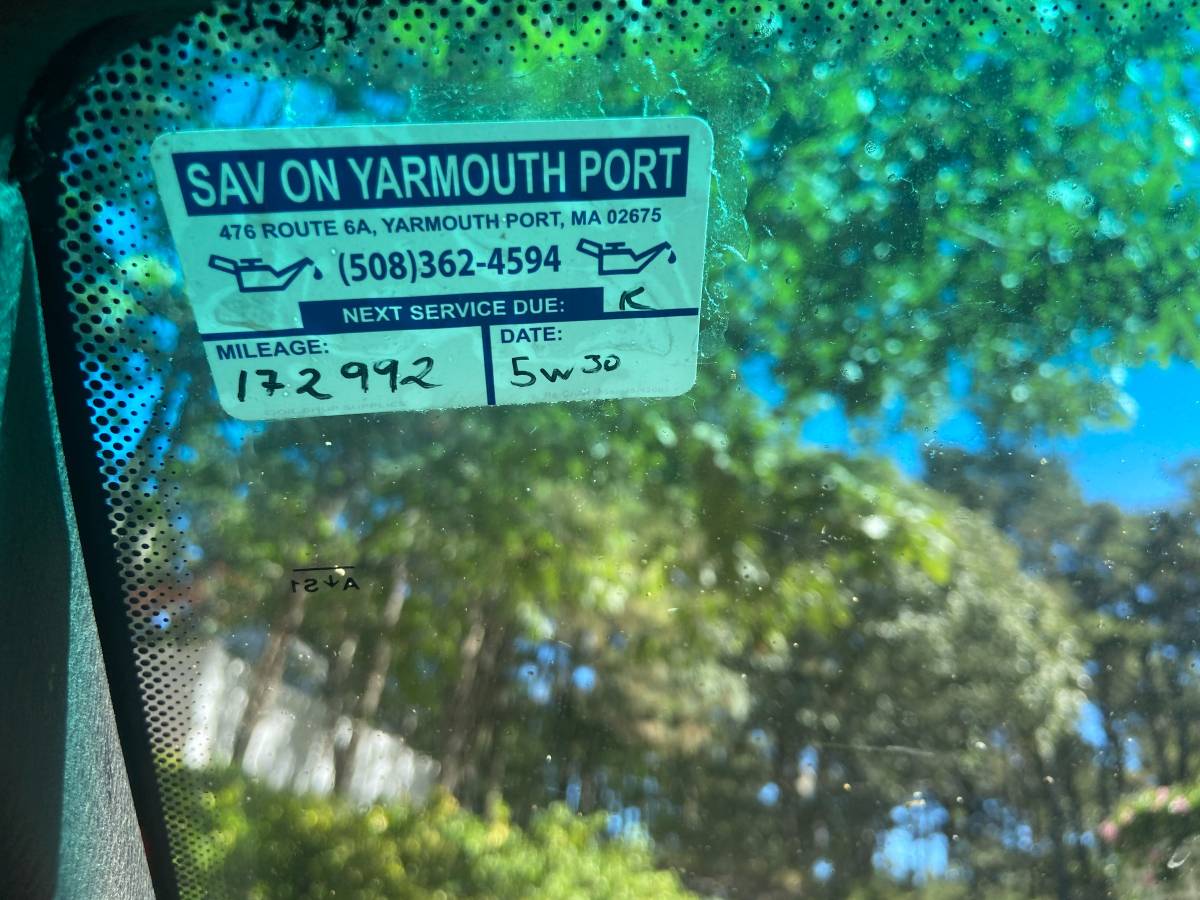 SAV ON YARMOUTH PORT
476 ROUTE 6A, YARMOUTH PORT, MA 02675
(508)362-4594
NEXT SERVICE DUE: K
MILEAGE: DATE:
172992 5w30
A↓S1